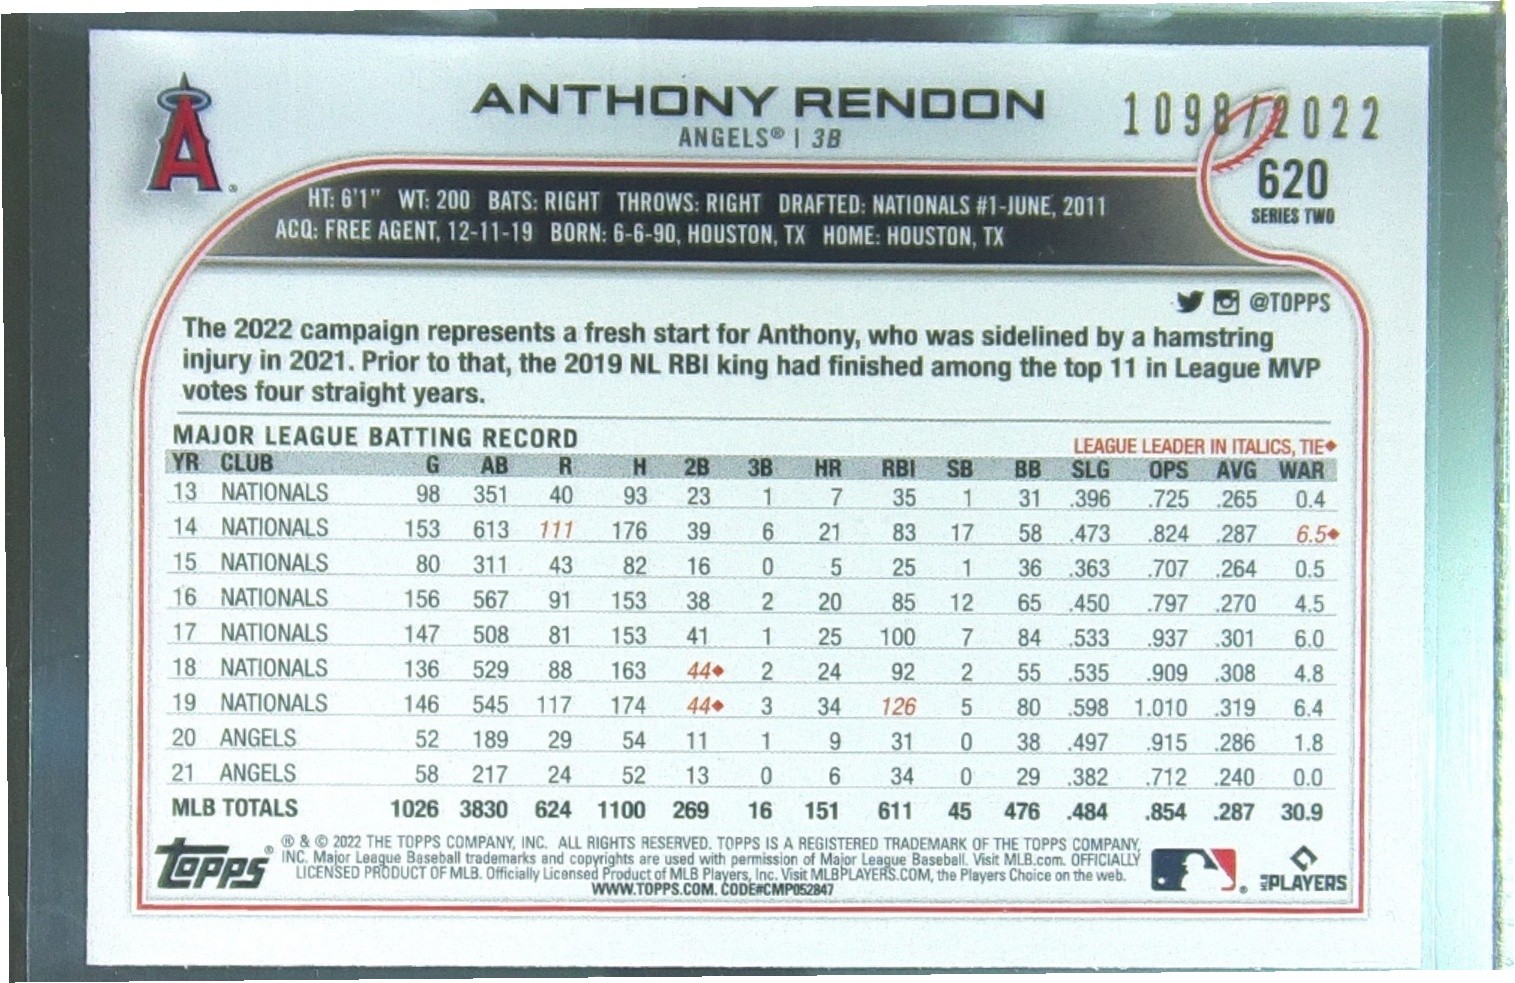 ANTHONY RENDON
1098/2022
ANGELS® | 3B
620
SERIES TWO
A
HT: 6'1" WT: 200 BATS: RIGHT THROWS: RIGHT DRAFTED: NATIONALS #1-JUNE, 2011
ACQ: FREE AGENT, 12-11-19 BORN: 6-6-90, HOUSTON, TX HOME: HOUSTON, TX
@TOPPS
The 2022 campaign represents a fresh start for Anthony, who was sidelined by a hamstring
injury in 2021. Prior to that, the 2019 NL RBI king had finished among the top 11 in League MVP
votes four straight years.
MAJOR LEAGUE BATTING RECORD
LEAGUE LEADER IN ITALICS, TIE◆
YR CLUB G AB R H 2B 3B HR RBI SB BB SLG OPS AVG WAR
13 NATIONALS 98 351 40 93 23 1 7 35 1 31 .396 .725 .265 0.4
14 NATIONALS 153 613 111 176 39 6 21 83 17 58 .473 .824 .287 6.5◆
15 NATIONALS 80 311 43 82 16 0 5 25 1 36 .363 .707 .264 0.5
16 NATIONALS 156 567 91 153 38 2 20 85 12 65 .450 .797 .270 4.5
17 NATIONALS 147 508 81 153 41 1 25 100 7 84 .533 .937 .301 6.0
18 NATIONALS 136 529 88 163 44◆ 2 24 92 2 55 .535 .909 .308 4.8
19 NATIONALS 146 545 117 174 44◆ 3 34 126 5 80 .598 1.010 .319 6.4
20 ANGELS 52 189 29 54 11 1 9 31 0 38 .497 .915 .286 1.8
21 ANGELS 58 217 24 52 13 0 6 34 0 29 .382 .712 .240 0.0
MLB TOTALS 1026 3830 624 1100 269 16 151 611 45 476 .484 .854 .287 30.9
topps®
® & © 2022 THE TOPPS COMPANY, INC. ALL RIGHTS RESERVED. TOPPS IS A REGISTERED TRADEMARK OF THE TOPPS COMPANY,
INC. Major League Baseball trademarks and copyrights are used with permission of Major League Baseball. Visit MLB.com. OFFICIALLY
LICENSED PRODUCT OF MLB. Officially Licensed Product of MLB Players, Inc. Visit MLBPLAYERS.COM, the Players Choice on the web.
WWW.TOPPS.COM. CODE#CMP052847
MLB PLAYERS